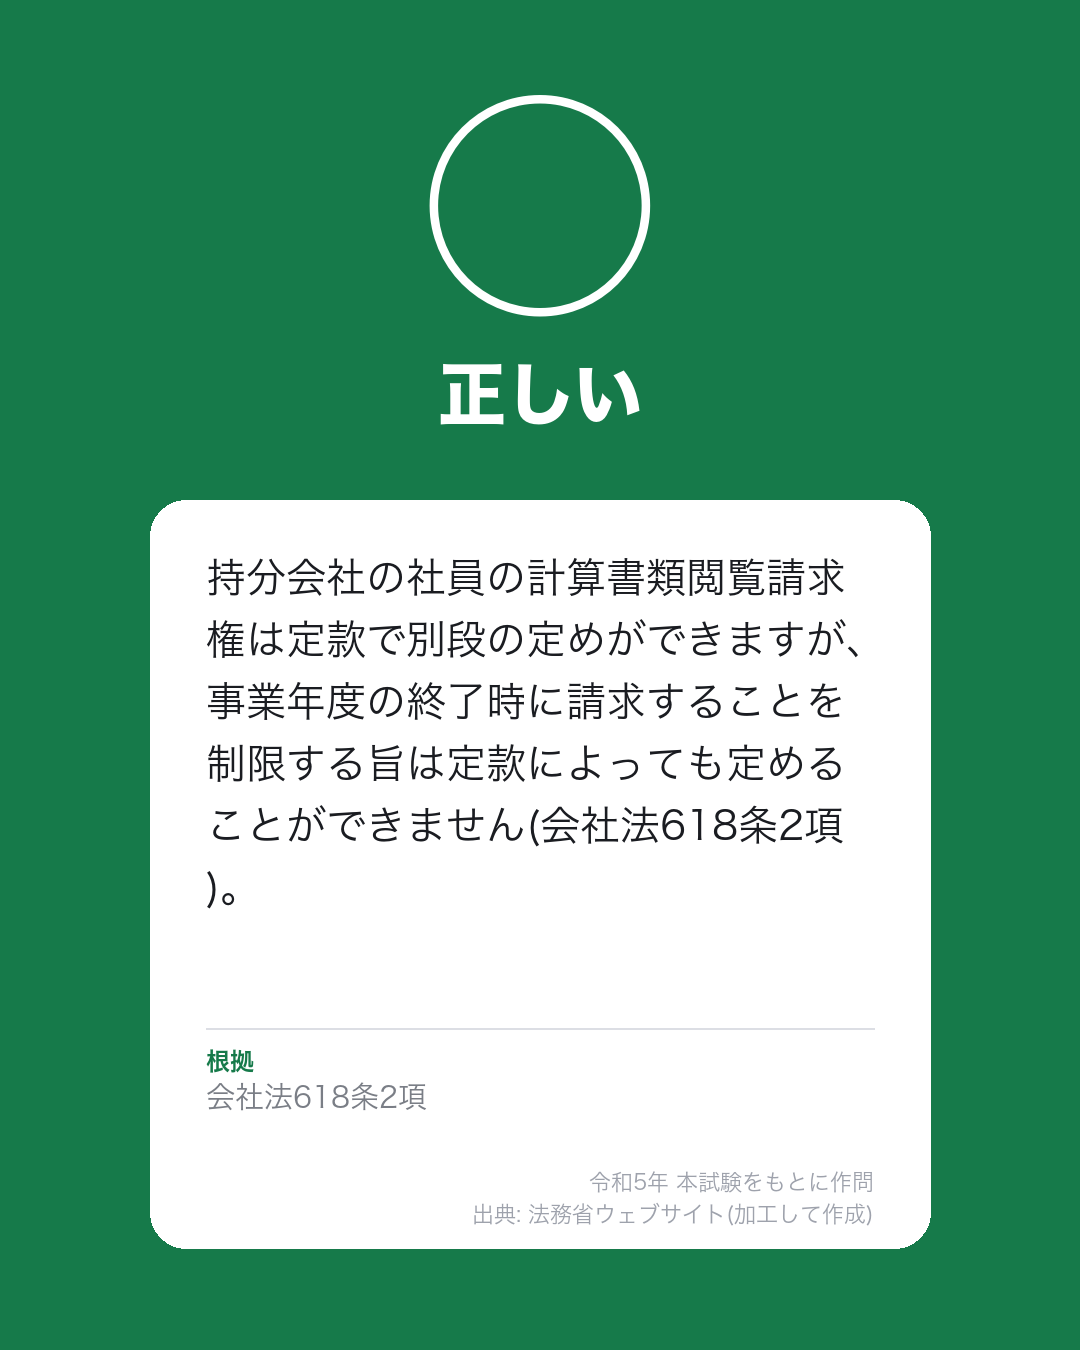 正しい
持分会社の社員の計算書類閲覧請求
権は定款で別段の定めができますが、
事業年度の終了時に請求することを
制限する旨は定款によっても定める
ことができません(会社法618条2項
)。
根拠
会社法618条2項
令和5年 本試験をもとに作問
出典: 法務省ウェブサイト(加工して作成)